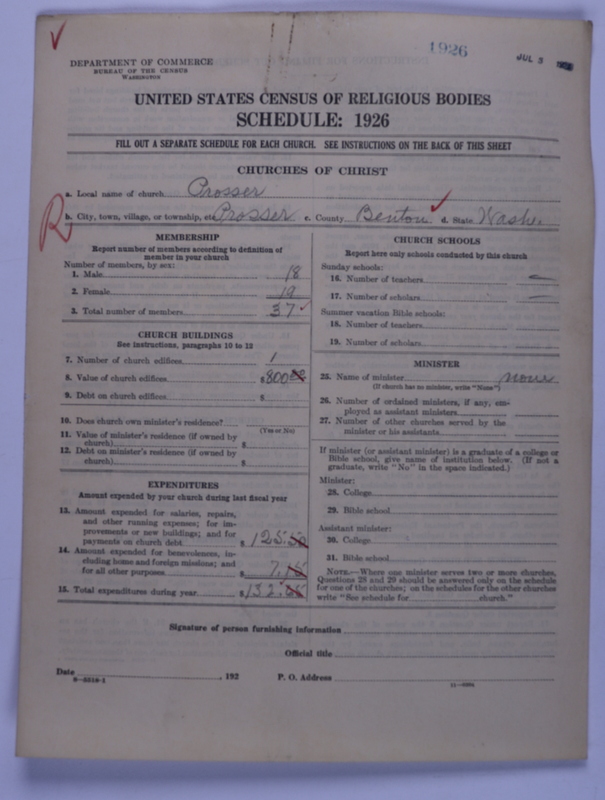 1926
JUL 3
DEPARTMENT OF COMMERCE
BUREAU OF THE CENSUS
WASHINGTON
UNITED STATES CENSUS OF RELIGIOUS BODIES
SCHEDULE: 1926
FILL OUT A SEPARATE SCHEDULE FOR EACH CHURCH. SEE INSTRUCTIONS ON THE BACK OF THIS SHEET
CHURCHES OF CHRIST
a. Local name of church Prosser
R
b. City, town, village, or township, etc. Prosser c. County Benton d. State Wash.
MEMBERSHIP
Report number of members according to definition of
member in your church
Number of members, by sex:
1. Male 18
2. Female 19
3. Total number of members 37
CHURCH BUILDINGS
See instructions, paragraphs 10 to 12
7. Number of church edifices 1
8. Value of church edifices $800
9. Debt on church edifices $
10. Does church own minister's residence?
(Yes or No)
11. Value of minister's residence (if owned by
church) $
12. Debt on minister's residence (if owned by
church) $
EXPENDITURES
Amount expended by your church during last fiscal year
13. Amount expended for salaries, repairs,
and other running expenses; for im-
provements or new buildings; and for
payments on church debt $125.50
14. Amount expended for benevolences, in-
cluding home and foreign missions; and
for all other purposes $7.15
15. Total expenditures during year $132.65
CHURCH SCHOOLS
Report here only schools conducted by this church
Sunday schools:
16. Number of teachers —
17. Number of scholars —
Summer vacation Bible schools:
18. Number of teachers
19. Number of scholars
MINISTER
25. Name of minister none
(If church has no minister, write "None")
26. Number of ordained ministers, if any, em-
ployed as assistant ministers
27. Number of other churches served by the
minister or his assistants
If minister (or assistant minister) is a graduate of a college or
Bible school, give name of institution below. (If not a
graduate, write "No" in the space indicated.)
Minister:
28. College
29. Bible school
Assistant minister:
30. College
31. Bible school
NOTE.—Where one minister serves two or more churches,
Questions 28 and 29 should be answered only on the schedule
for one of the churches; on the schedules for the other churches
write "See schedule for church."
Signature of person furnishing information
Official title
Date , 192 P. O. Address